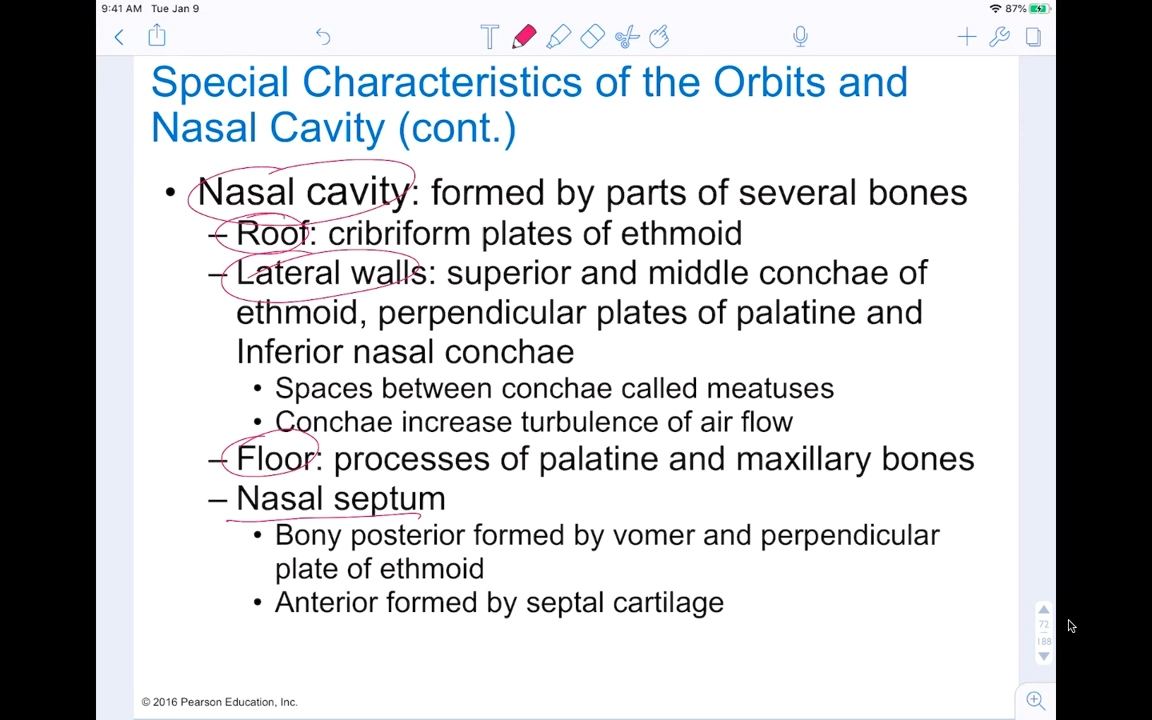 9:41 AM Tue Jan 9
87%
T
Special Characteristics of the Orbits and
Nasal Cavity (cont.)
• Nasal cavity: formed by parts of several bones
– Roof: cribriform plates of ethmoid
– Lateral walls: superior and middle conchae of
ethmoid, perpendicular plates of palatine and
Inferior nasal conchae
• Spaces between conchae called meatuses
• Conchae increase turbulence of air flow
– Floor: processes of palatine and maxillary bones
– Nasal septum
• Bony posterior formed by vomer and perpendicular
plate of ethmoid
• Anterior formed by septal cartilage
72
188
© 2016 Pearson Education, Inc.